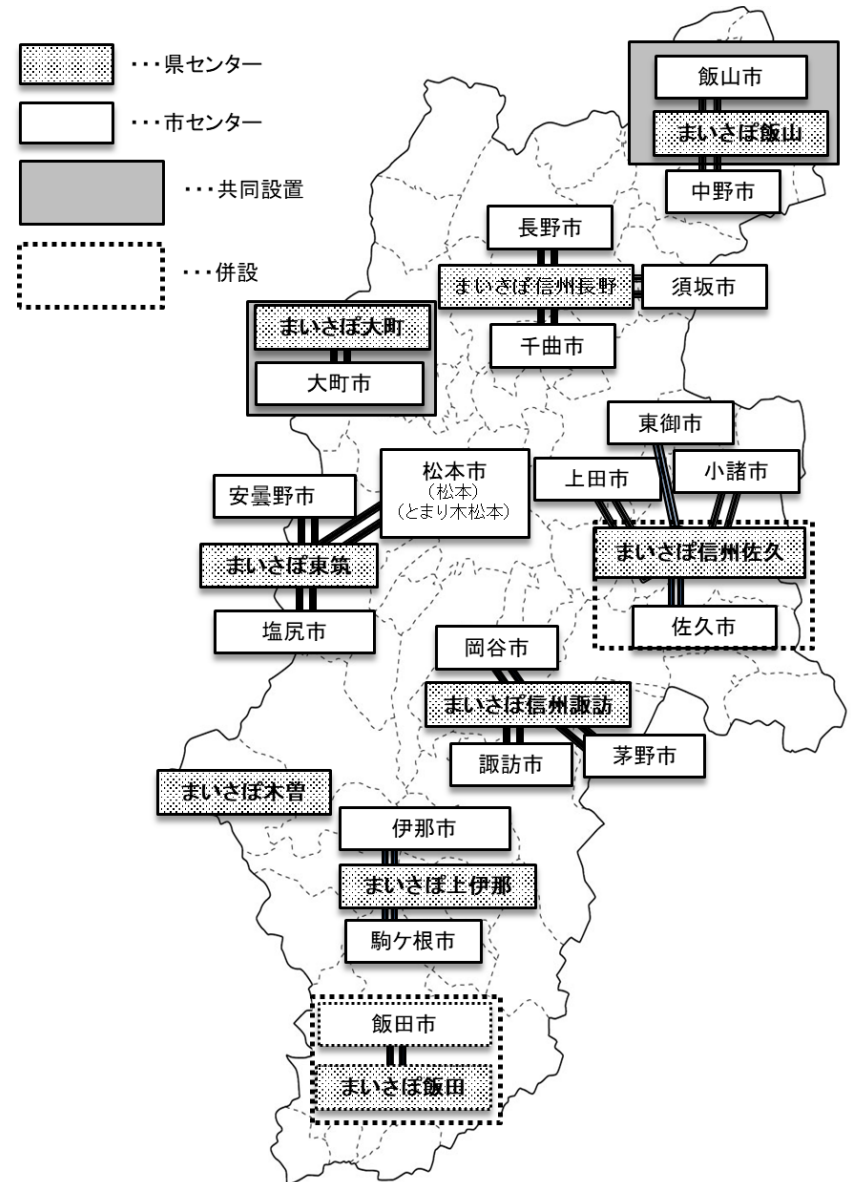 ・・・県センター
・・・市センター
・・・共同設置
・・・併設
飯山市
まいさぽ飯山
中野市
長野市
まいさぽ信州長野
須坂市
千曲市
まいさぽ大町
大町市
東御市
上田市
小諸市
まいさぽ信州佐久
佐久市
安曇野市
松本市
(松本)
(とまり木松本)
まいさぽ東筑
塩尻市
岡谷市
まいさぽ信州諏訪
諏訪市
茅野市
まいさぽ木曽
伊那市
まいさぽ上伊那
駒ケ根市
飯田市
まいさぽ飯田